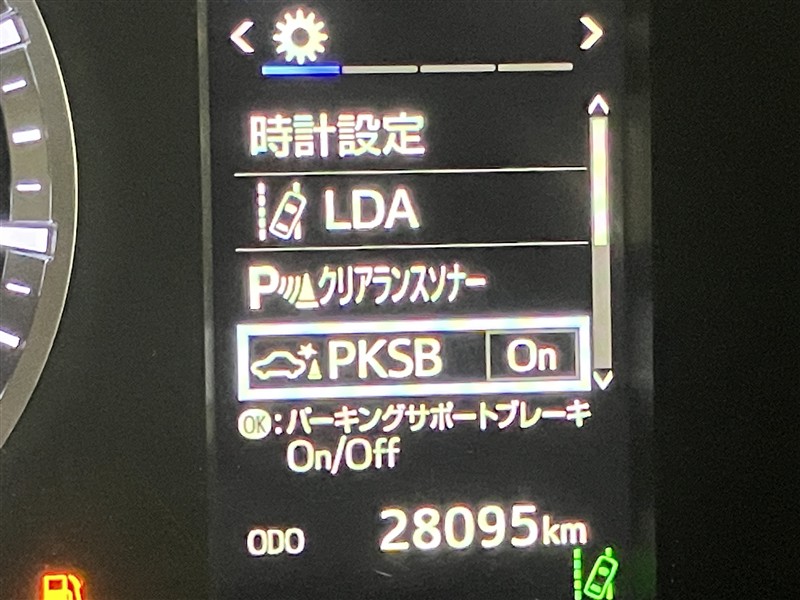 時計設定
LDA
P クリアランスソナー
PKSB On
OK:パーキングサポートブレーキ
On/Off
ODO 28095km